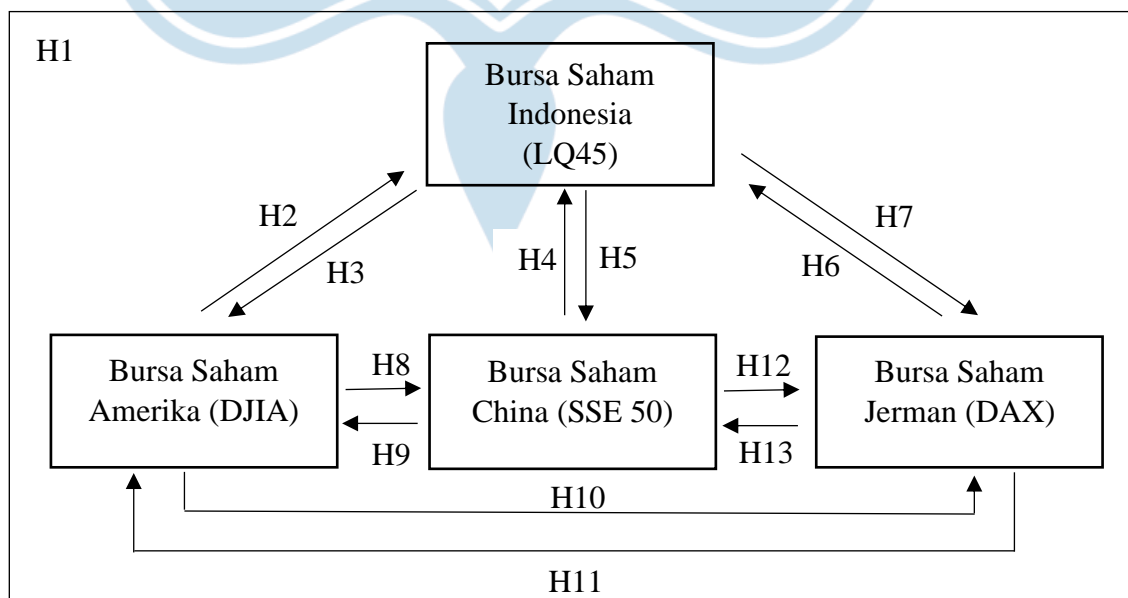 H1
Bursa Saham
Indonesia
(LQ45)
H2
H3
H4
H5
H7
H6
Bursa Saham
Amerika (DJIA)
H8
H9
Bursa Saham
China (SSE 50)
H12
H13
Bursa Saham
Jerman (DAX)
H10
H11